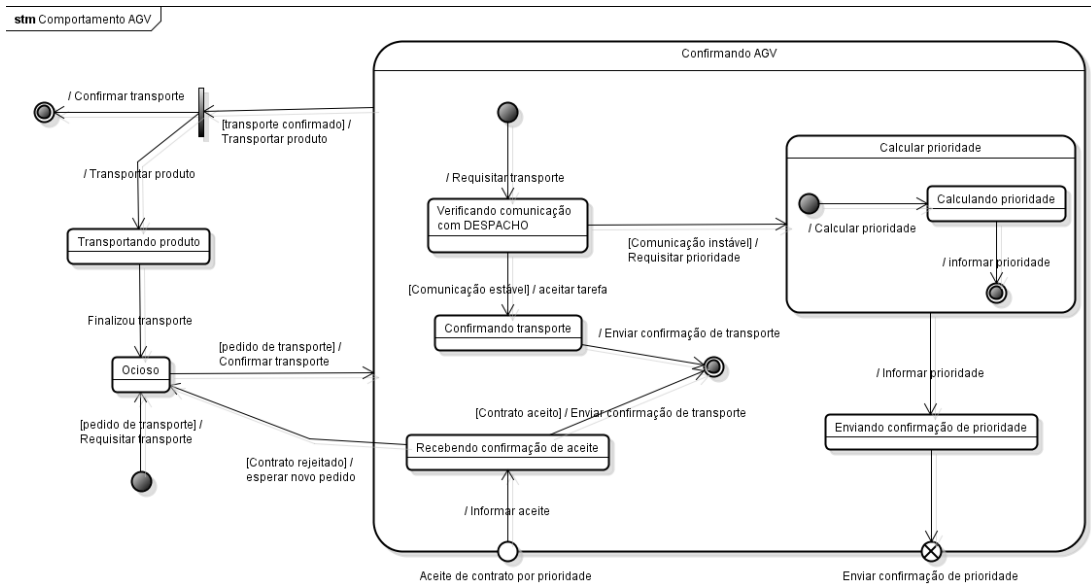 stm Comportamento AGV
Confirmando AGV
/ Confirmar transporte
[transporte confirmado] /
Transportar produto
/ Transportar produto
Transportando produto
Finalizou transporte
Ocioso
[pedido de transporte] /
Confirmar transporte
[pedido de transporte] /
Requisitar transporte
/ Requisitar transporte
Verificando comunicação
com DESPACHO
[Comunicação instável] /
Requisitar prioridade
[Comunicação estável] / aceitar tarefa
Confirmando transporte
/ Enviar confirmação de transporte
[Contrato aceito] / Enviar confirmação de transporte
Recebendo confirmação de aceite
[Contrato rejeitado] /
esperar novo pedido
/ Informar aceite
Aceite de contrato por prioridade
Calcular prioridade
Calculando prioridade
/ Calcular prioridade
/ informar prioridade
/ Informar prioridade
Enviando confirmação de prioridade
Enviar confirmação de prioridade